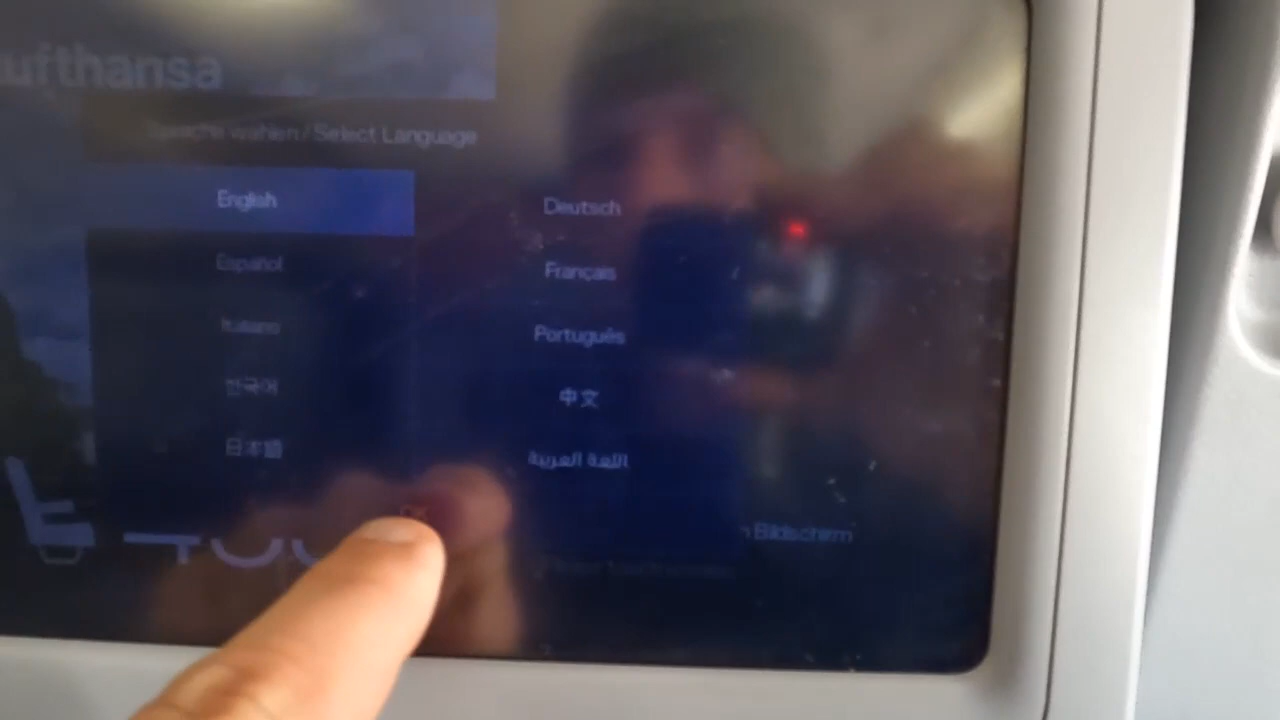 ufthansa
Sprache wählen / Select Language
English
Deutsch
Español
Français
Italiano
Português
한국어
中文
日本語
اللغة العربية
OK
n Bildschirm